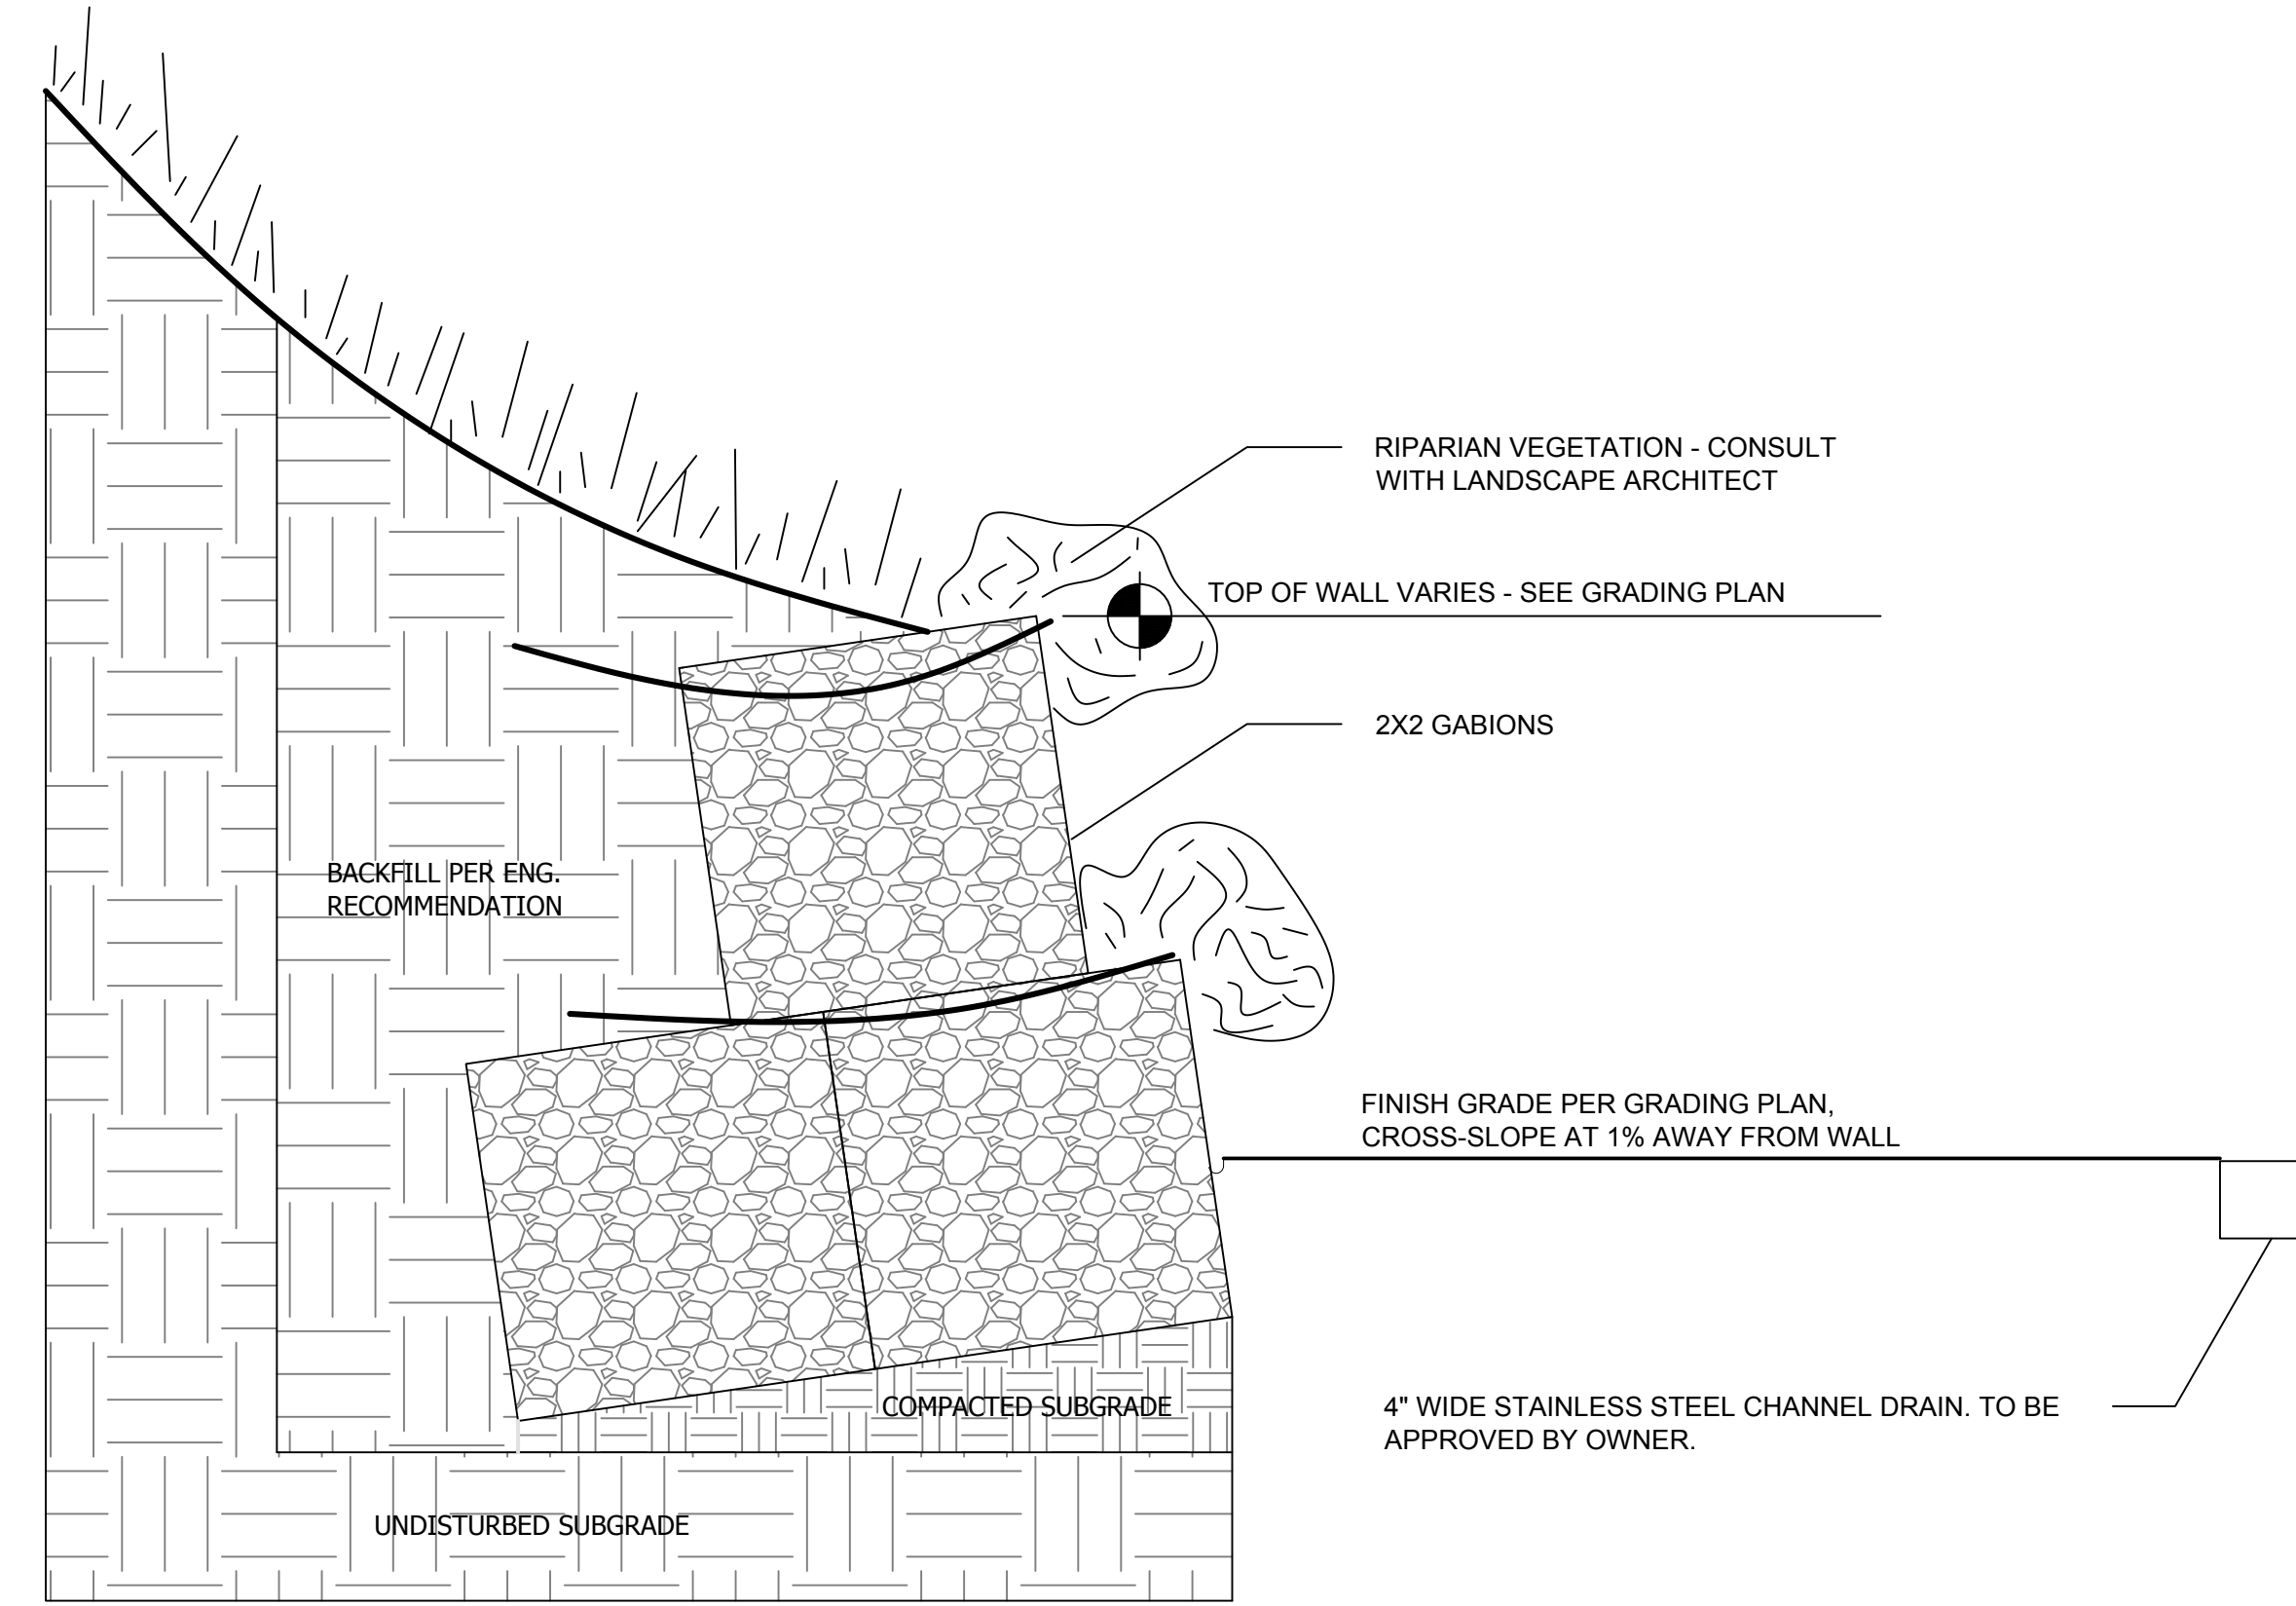 RIPARIAN VEGETATION - CONSULT
WITH LANDSCAPE ARCHITECT
TOP OF WALL VARIES - SEE GRADING PLAN
2X2 GABIONS
BACKFILL PER ENG.
RECOMMENDATION
FINISH GRADE PER GRADING PLAN,
CROSS-SLOPE AT 1% AWAY FROM WALL
COMPACTED SUBGRADE
4" WIDE STAINLESS STEEL CHANNEL DRAIN. TO BE
APPROVED BY OWNER.
UNDISTURBED SUBGRADE